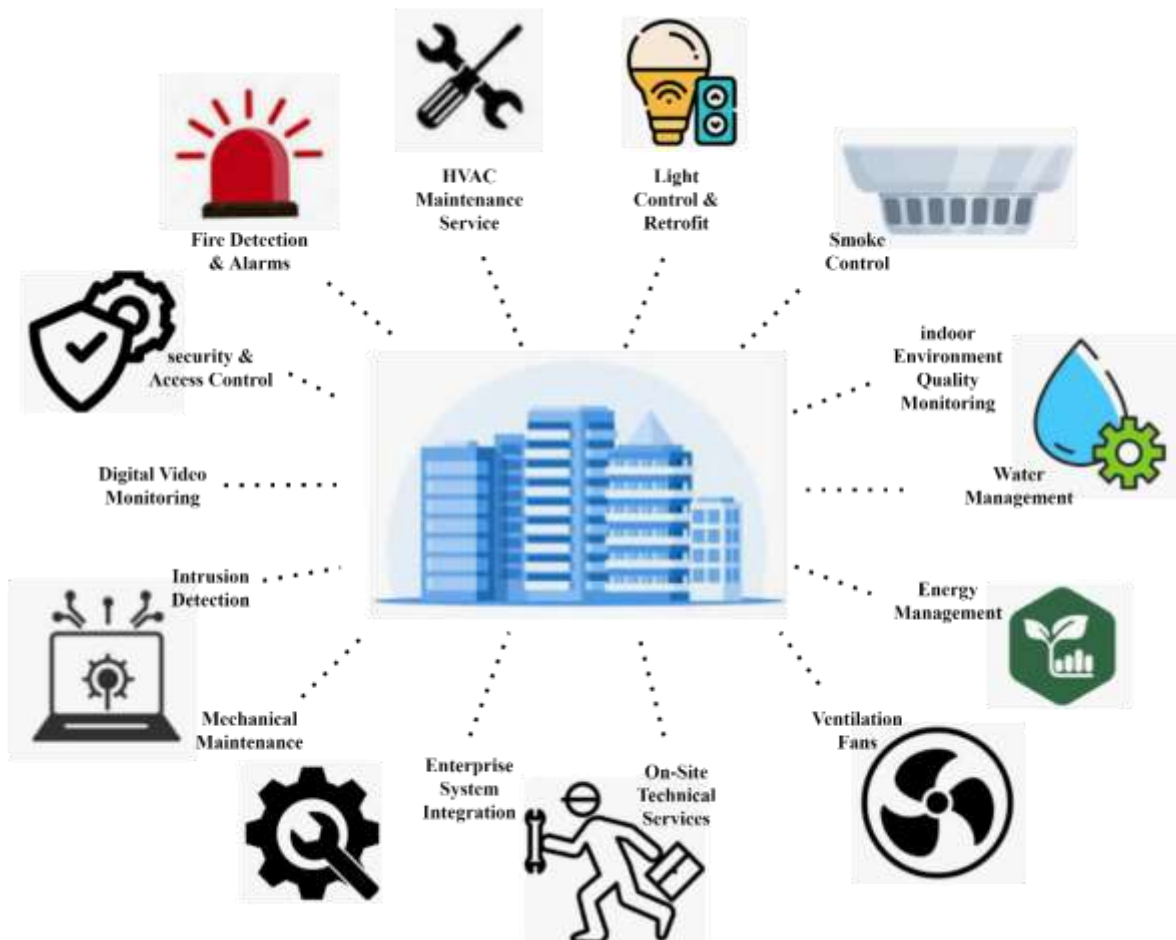 HVAC
Maintenance
Service
Light
Control &
Retrofit
Fire Detection
& Alarms
Smoke
Control
security &
Access Control
indoor
Environment
Quality
Monitoring
Digital Video
Monitoring
Water
Management
Intrusion
Detection
Energy
Management
Mechanical
Maintenance
Ventilation
Fans
Enterprise
System
Integration
On-Site
Technical
Services